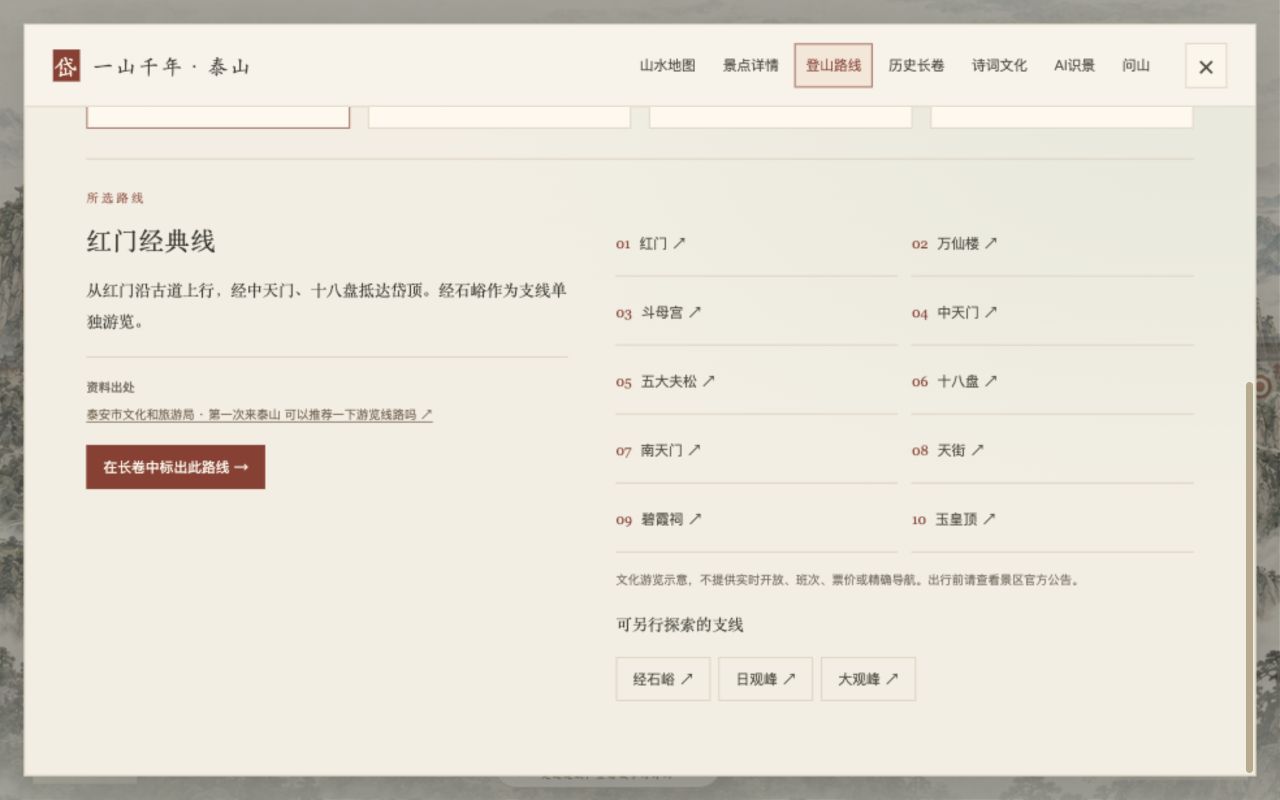 岱 一山千年 · 泰山
山水地图 景点详情 登山路线 历史长卷 诗词文化 AI识景 问山 ×
所选路线
红门经典线
从红门沿古道上行，经中天门、十八盘抵达岱顶。经石峪作为支线单
独游览。
资料出处
泰安市文化和旅游局 · 第一次来泰山 可以推荐一下游览线路吗 ↗
在长卷中标出此路线 →
01 红门 ↗ 02 万仙楼 ↗
03 斗母宫 ↗ 04 中天门 ↗
05 五大夫松 ↗ 06 十八盘 ↗
07 南天门 ↗ 08 天街 ↗
09 碧霞祠 ↗ 10 玉皇顶 ↗
文化游览示意，不提供实时开放、班次、票价或精确导航。出行前请查看景区官方公告。
可另行探索的支线
经石峪 ↗ 日观峰 ↗ 大观峰 ↗